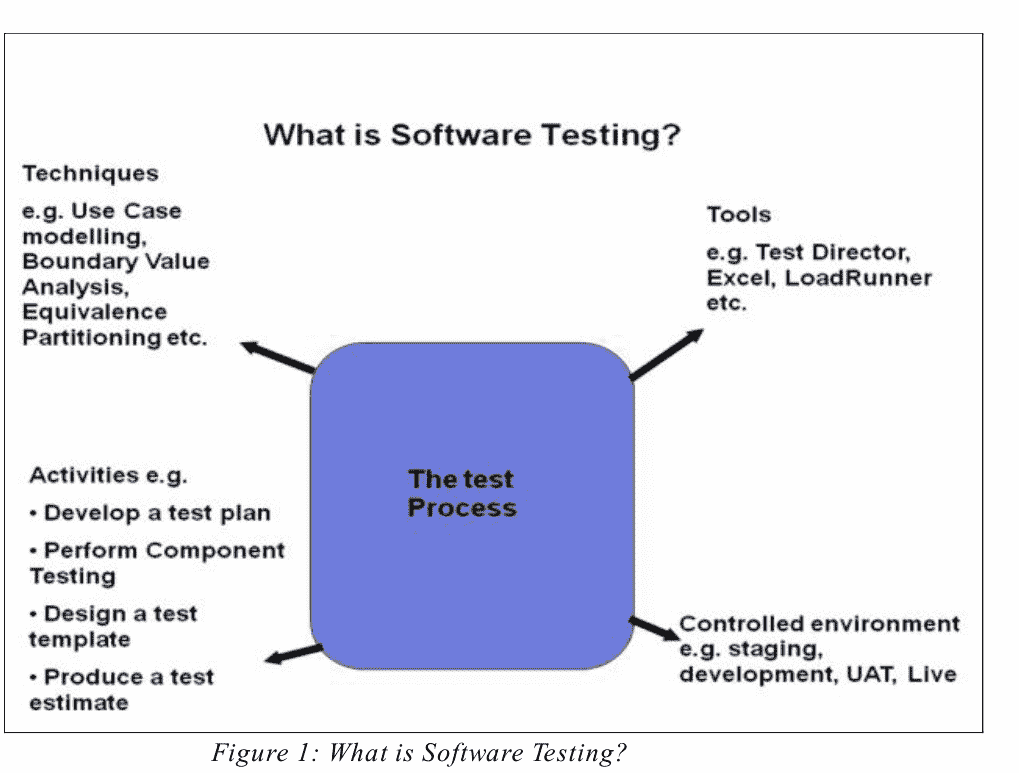 What is Software Testing?
Techniques
e.g. Use Case
modelling,
Boundary Value
Analysis,
Equivalence
Partitioning etc.
Tools
e.g. Test Director,
Excel, LoadRunner
etc.
The test
Process
Activities e.g.
• Develop a test plan
• Perform Component
Testing
• Design a test
template
• Produce a test
estimate
Controlled environment
e.g. staging,
development, UAT, Live
Figure 1: What is Software Testing?